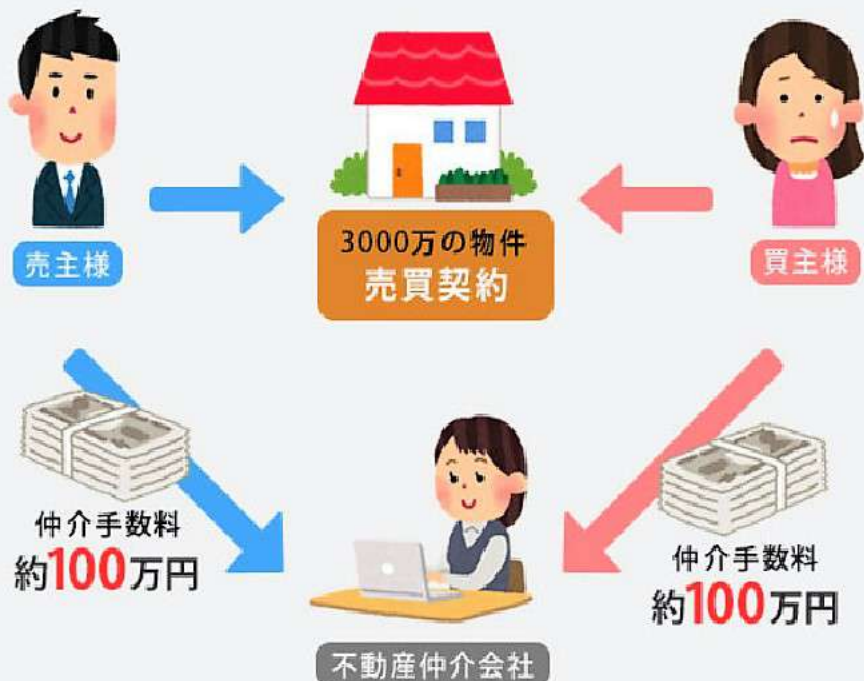 売主様
3000万の物件
売買契約
買主様
仲介手数料
約100万円
仲介手数料
約100万円
不動産仲介会社